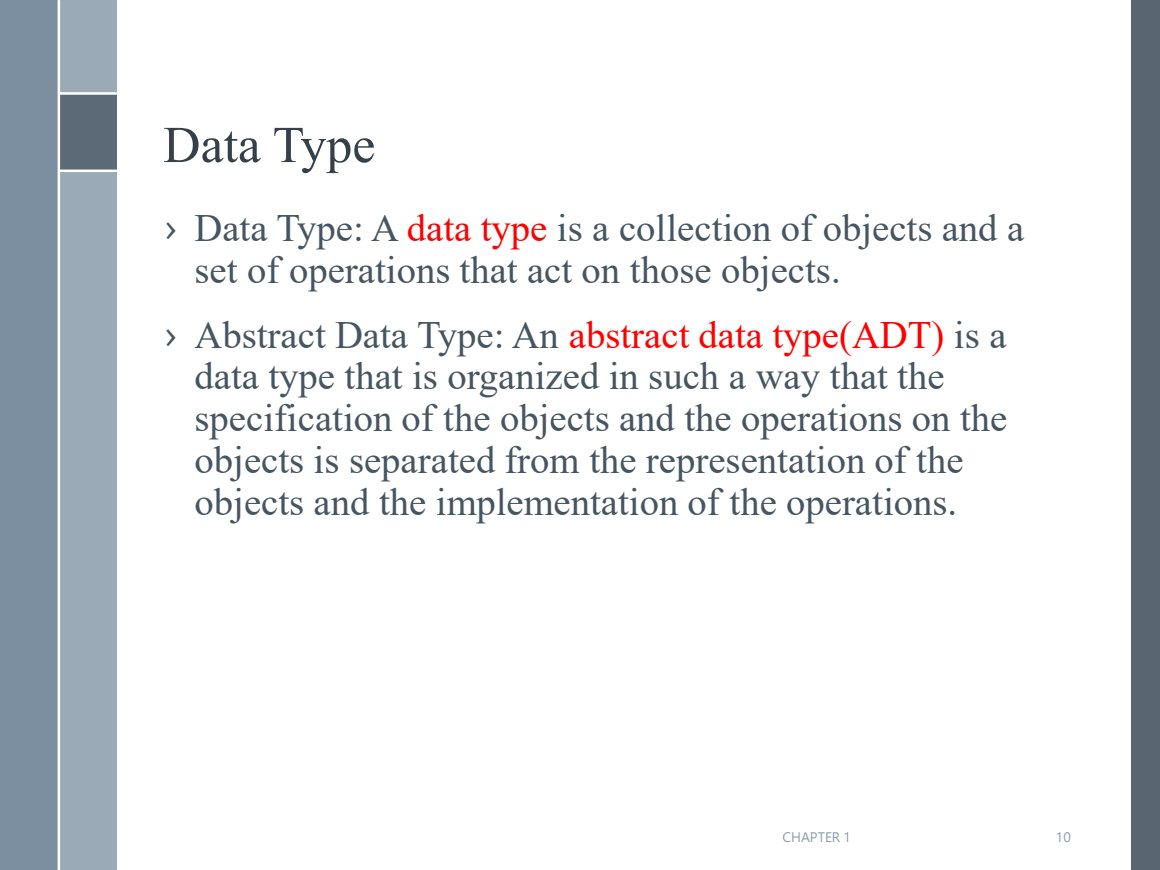 Data Type
› Data Type: A data type is a collection of objects and a
set of operations that act on those objects.
› Abstract Data Type: An abstract data type(ADT) is a
data type that is organized in such a way that the
specification of the objects and the operations on the
objects is separated from the representation of the
objects and the implementation of the operations.
CHAPTER 1
10